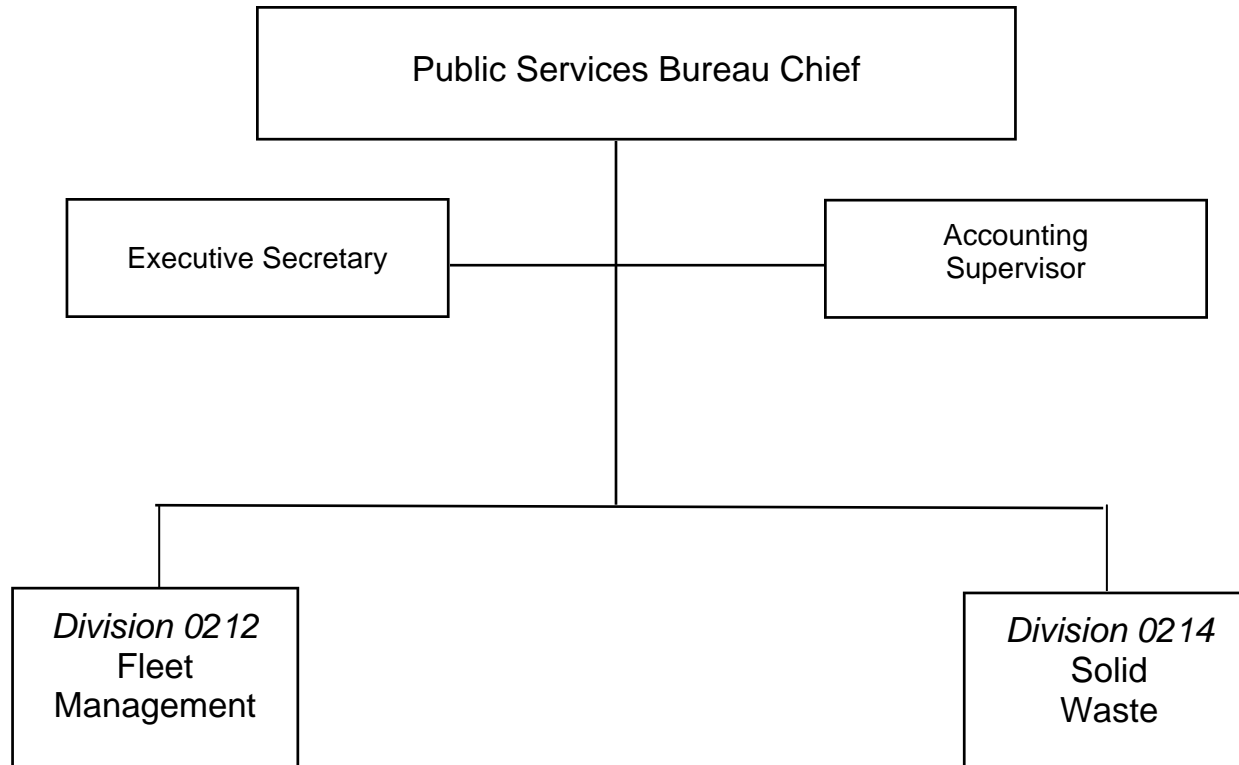 Public Services Bureau Chief
Executive Secretary
Accounting
Supervisor
Division 0212
Fleet
Management
Division 0214
Solid
Waste